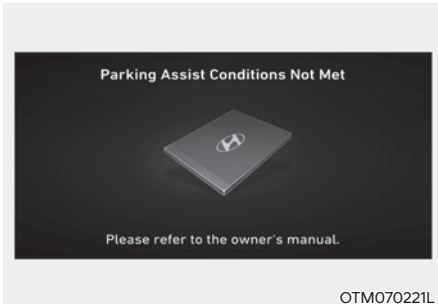 Parking Assist Conditions Not Met
Please refer to the owner's manual.
OTM070221L